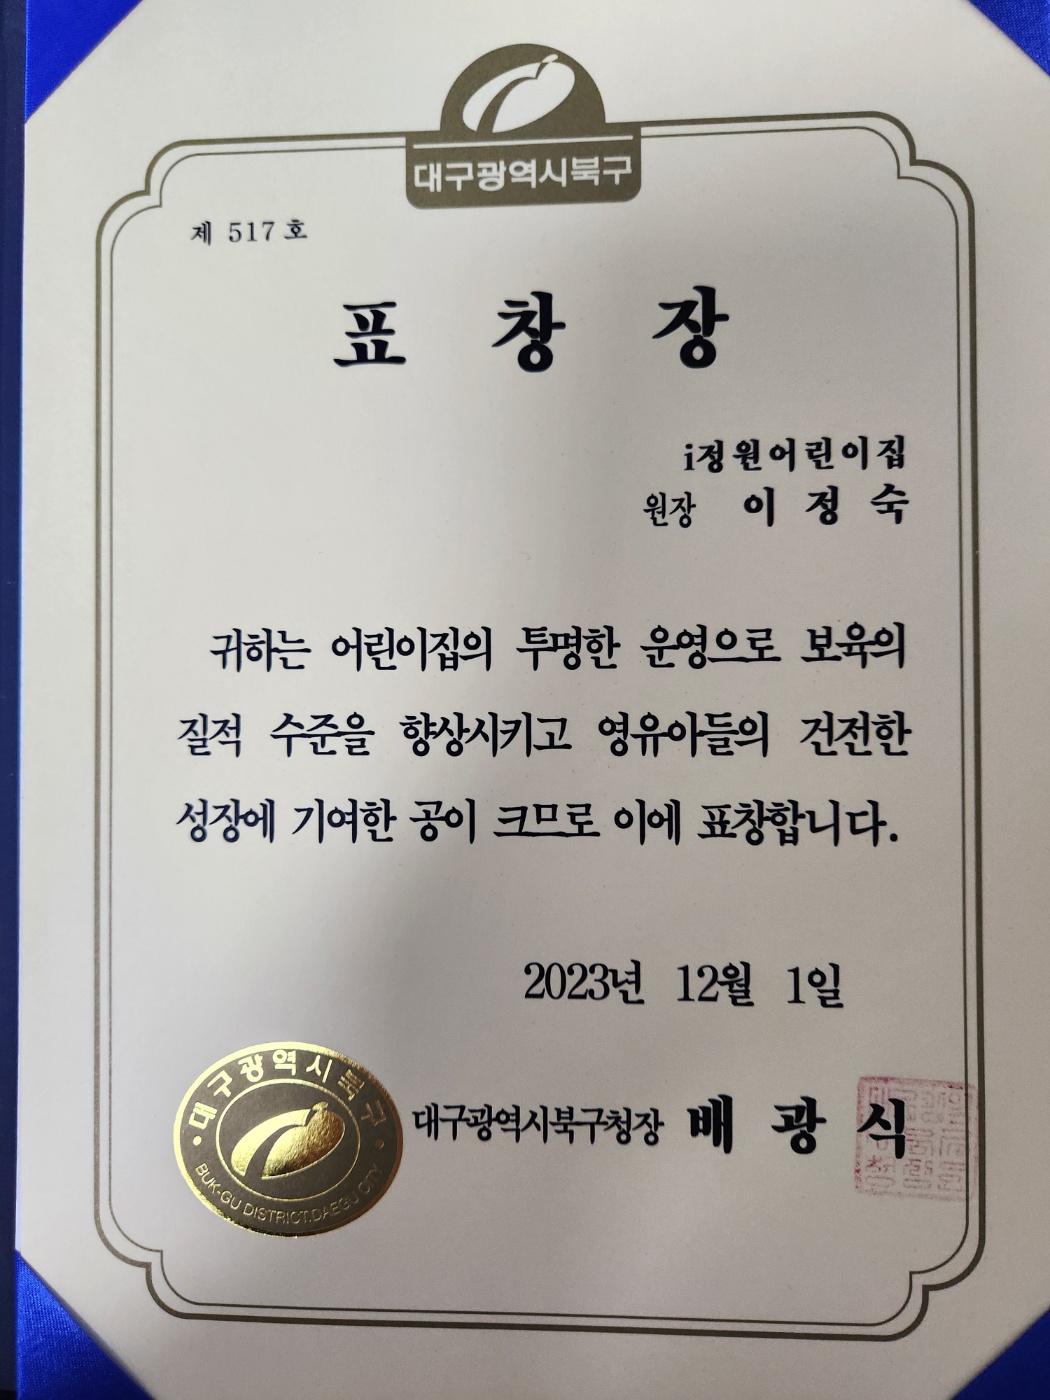 대구광역시북구
제 517 호
표 창 장
i정원어린이집
원장 이 정 숙
귀하는 어린이집의 투명한 운영으로 보육의
질적 수준을 향상시키고 영유아들의 건전한
성장에 기여한 공이 크므로 이에 표창합니다.
2023년 12월 1일
대구광역시북구청장 배 광 식
대구광역시북구
BUK-GU DISTRICT.DAEGU CITY